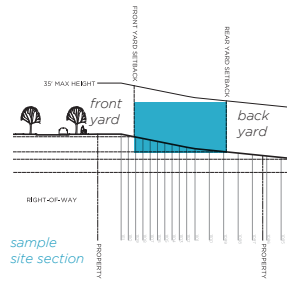 FRONT YARD SETBACK
REAR YARD SETBACK
35' MAX HEIGHT
front
yard
back
yard
RIGHT-OF-WAY
sample
site section
PROPERTY
PROPERTY